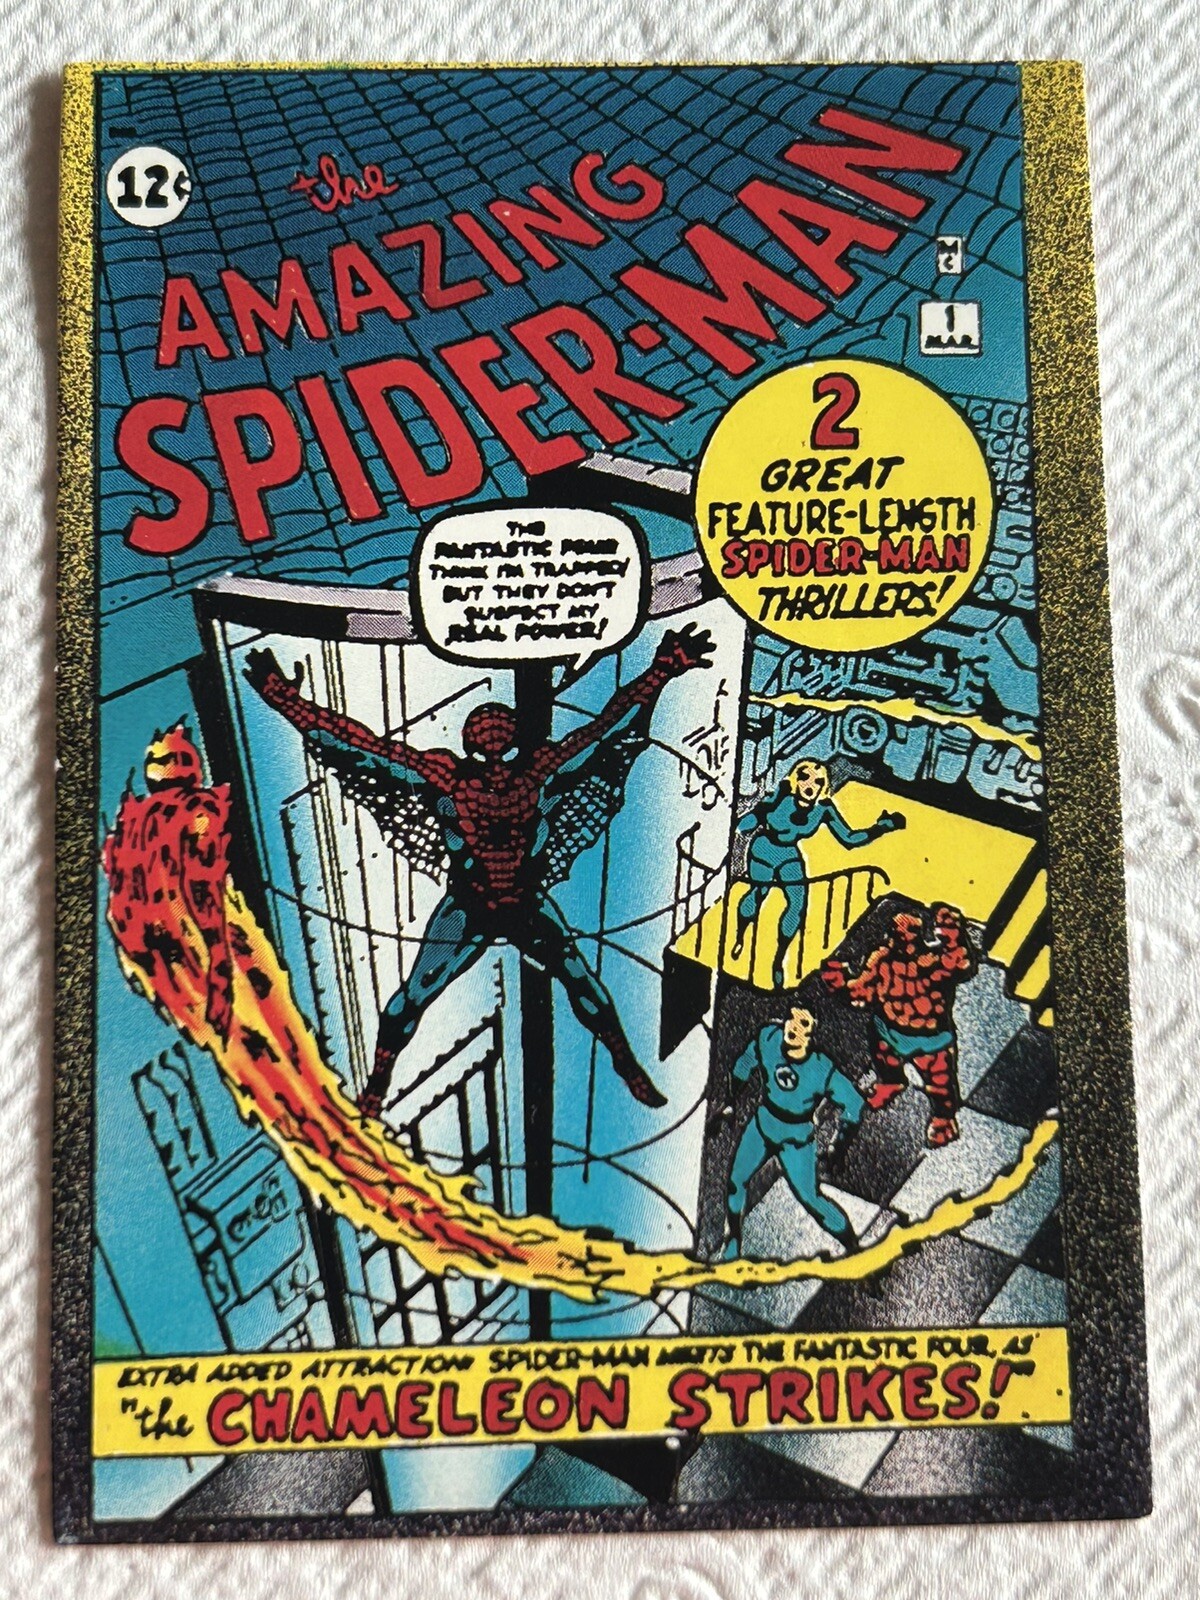 12¢
the
AMAZING
SPIDER-MAN
MC
1
MAR.
2
GREAT
FEATURE-LENGTH
SPIDER-MAN
THRILLERS!
THE
FANTASTIC FOUR
THINK I'M TRAPPED!
BUT THEY DON'T
SUSPECT MY
REAL POWER!
4
EXTRA ADDED ATTRACTION! SPIDER-MAN MEETS THE FANTASTIC FOUR, AS
"the CHAMELEON STRIKES!"